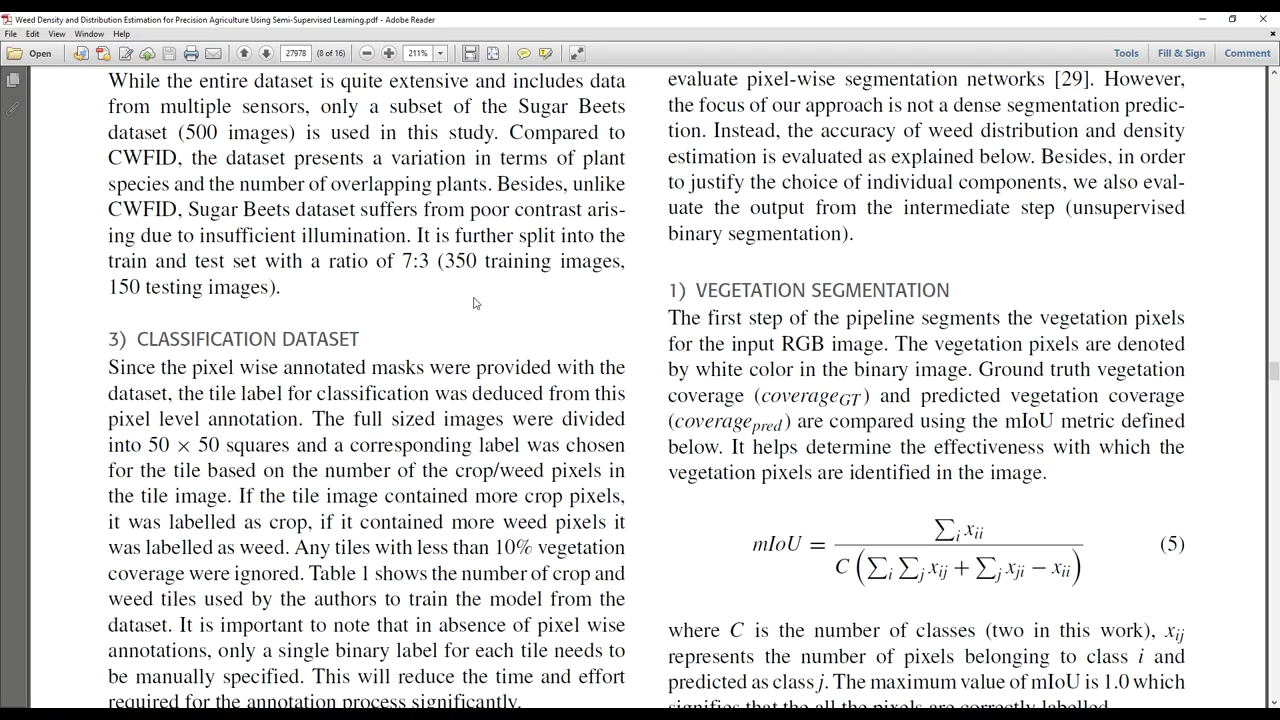 Weed Density and Distribution Estimation for Precision Agriculture Using Semi-Supervised Learning.pdf - Adobe Reader
File Edit View Window Help
Open 27978 (8 of 16) 211% Tools Fill & Sign Comment
While the entire dataset is quite extensive and includes data
from multiple sensors, only a subset of the Sugar Beets
dataset (500 images) is used in this study. Compared to
CWFID, the dataset presents a variation in terms of plant
species and the number of overlapping plants. Besides, unlike
CWFID, Sugar Beets dataset suffers from poor contrast aris-
ing due to insufficient illumination. It is further split into the
train and test set with a ratio of 7:3 (350 training images,
150 testing images).
3) CLASSIFICATION DATASET
Since the pixel wise annotated masks were provided with the
dataset, the tile label for classification was deduced from this
pixel level annotation. The full sized images were divided
into 50 × 50 squares and a corresponding label was chosen
for the tile based on the number of the crop/weed pixels in
the tile image. If the tile image contained more crop pixels,
it was labelled as crop, if it contained more weed pixels it
was labelled as weed. Any tiles with less than 10% vegetation
coverage were ignored. Table 1 shows the number of crop and
weed tiles used by the authors to train the model from the
dataset. It is important to note that in absence of pixel wise
annotations, only a single binary label for each tile needs to
be manually specified. This will reduce the time and effort
required for the annotation process significantly.
evaluate pixel-wise segmentation networks [29]. However,
the focus of our approach is not a dense segmentation predic-
tion. Instead, the accuracy of weed distribution and density
estimation is evaluated as explained below. Besides, in order
to justify the choice of individual components, we also eval-
uate the output from the intermediate step (unsupervised
binary segmentation).
1) VEGETATION SEGMENTATION
The first step of the pipeline segments the vegetation pixels
for the input RGB image. The vegetation pixels are denoted
by white color in the binary image. Ground truth vegetation
coverage (coverage_GT) and predicted vegetation coverage
(coverage_pred) are compared using the mIoU metric defined
below. It helps determine the effectiveness with which the
vegetation pixels are identified in the image.
mIoU = ∑_i x_ii / C (∑_i ∑_j x_ij + ∑_j x_ji − x_ii) (5)
where C is the number of classes (two in this work), x_ij
represents the number of pixels belonging to class i and
predicted as class j. The maximum value of mIoU is 1.0 which
signifies that the all the pixels are correctly labelled